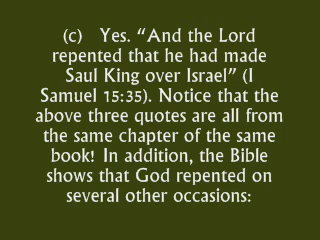 (c) Yes. “And the Lord
repented that he had made
Saul King over Israel” (I
Samuel 15:35). Notice that the
above three quotes are all from
the same chapter of the same
book! In addition, the Bible
shows that God repented on
several other occasions: